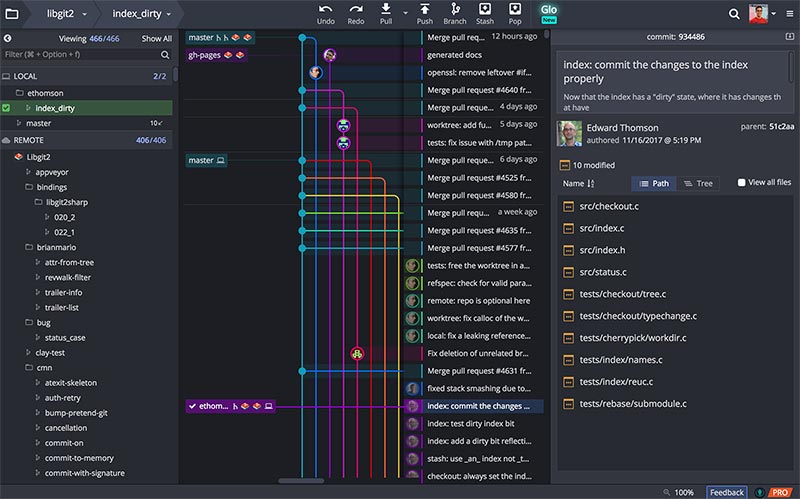 libgit2
index_dirty
Undo
Redo
Pull
Push
Branch
Stash
Pop
Glo
New
Viewing 466/466
Show All
Filter (⌘ + Option + f)
LOCAL 2/2
ethomson
index_dirty
master 10✓
REMOTE 406/406
Libgit2
appveyor
bindings
libgit2sharp
020_2
022_1
brianmario
attr-from-tree
revwalk-filter
trailer-info
trailer-list
bug
status_case
clay-test
cmn
atexit-skeleton
auth-retry
bump-pretend-git
cancellation
commit-on
commit-to-memory
commit-with-signature
master
Merge pull requ... 12 hours ago
gh-pages
generated docs
openssl: remove leftover #if...
Merge pull request #4640 fr...
Merge pull reque... 4 days ago
worktree: add fu... 5 days ago
tests: fix issue with /tmp pat...
master
Merge pull reque... 6 days ago
Merge pull request #4525 fr...
Merge pull request #4580 fr...
Merge pull requ... a week ago
Merge pull request #4635 fr...
Merge pull request #4577 fr...
tests: free the worktree in a...
refspec: check for valid para...
remote: repo is optional here
worktree: fix calloc of the w...
local: fix a leaking reference...
Fix deletion of unrelated br...
Merge pull request #4631 fr...
fixed stack smashing due to...
ethom...
index: commit the changes ...
index: test dirty index bit
index: add a dirty bit reflecti...
stash: use _an_ index not _t...
checkout: always set the ind...
commit: 934486
index: commit the changes to the index
properly
Now that the index has a "dirty" state, where it has changes th
at have
Edward Thomson
parent: 51c2aa
authored 11/16/2017 @ 5:19 PM
10 modified
Name
Path
Tree
View all files
src/checkout.c
src/index.c
src/index.h
src/status.c
tests/checkout/tree.c
tests/checkout/typechange.c
tests/cherrypick/workdir.c
tests/index/names.c
tests/index/reuc.c
tests/rebase/submodule.c
100%
Feedback
PRO